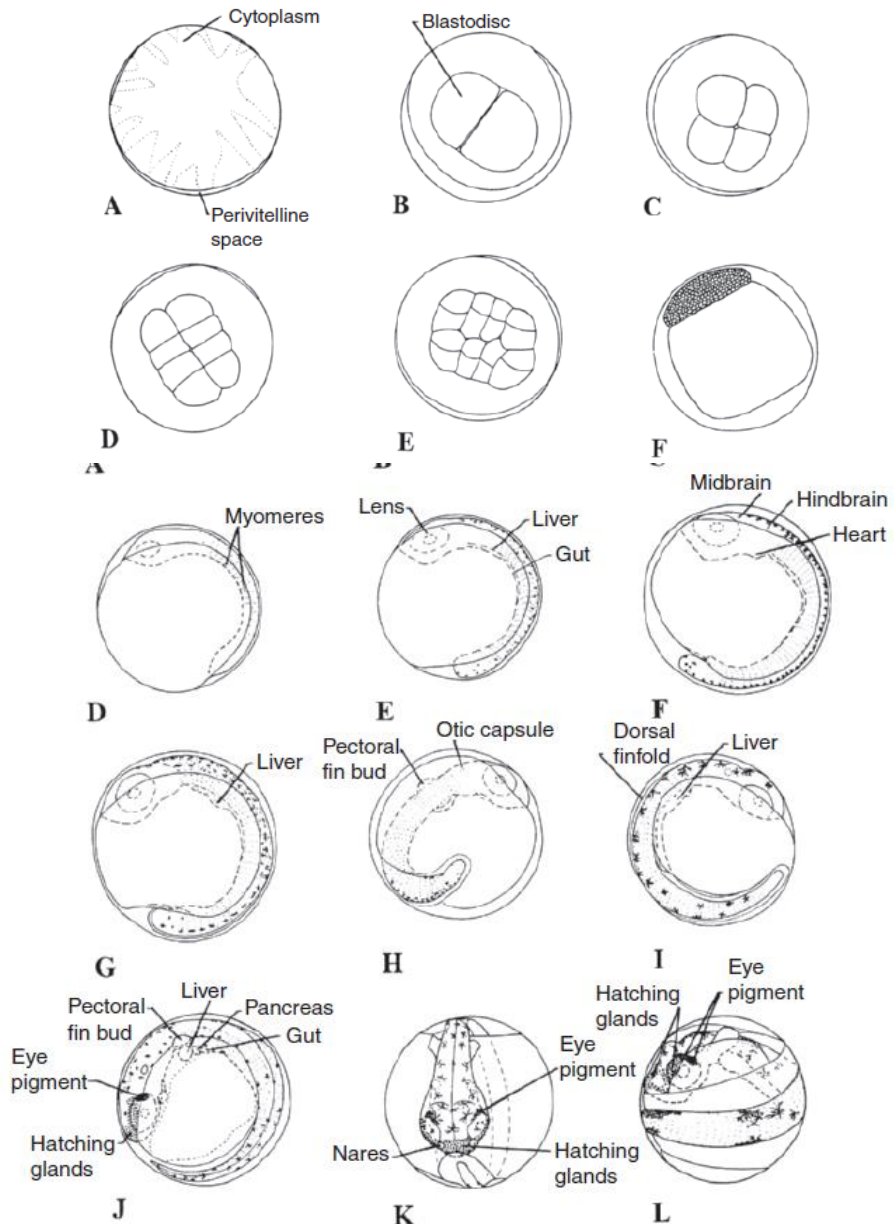 Cytoplasm
Blastodisc
A
Perivitelline
space
B
C
D
E
F
Myomeres
Lens
Liver
Gut
Midbrain
Hindbrain
Heart
D
E
F
Liver
Pectoral
fin bud
Otic capsule
Dorsal
finfold
Liver
G
H
I
Pectoral
fin bud
Liver
Pancreas
Gut
Eye
pigment
Hatching
glands
Eye
pigment
Nares
Hatching
glands
Hatching
glands
Eye
pigment
J
K
L